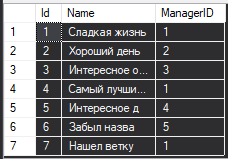 Id Name ManagerID
1 1 Сладкая жизнь 1
2 2 Хороший день 2
3 3 Интересное о... 3
4 4 Самый лучши... 1
5 5 Интересное д 4
6 6 Забыл назва 5
7 7 Нашел ветку 1